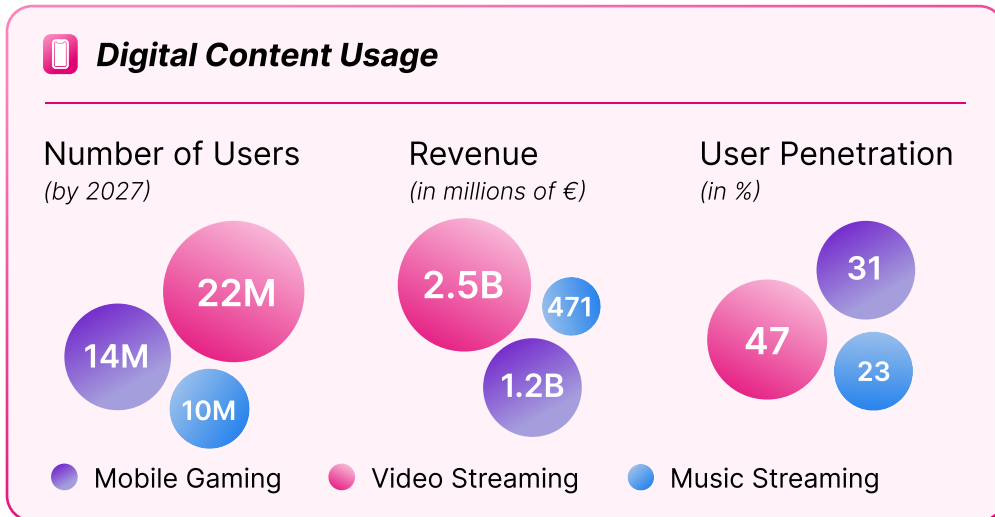 Digital Content Usage
Number of Users
(by 2027)
22M
14M
10M
Revenue
(in millions of €)
2.5B
471
1.2B
User Penetration
(in %)
31
47
23
Mobile Gaming
Video Streaming
Music Streaming